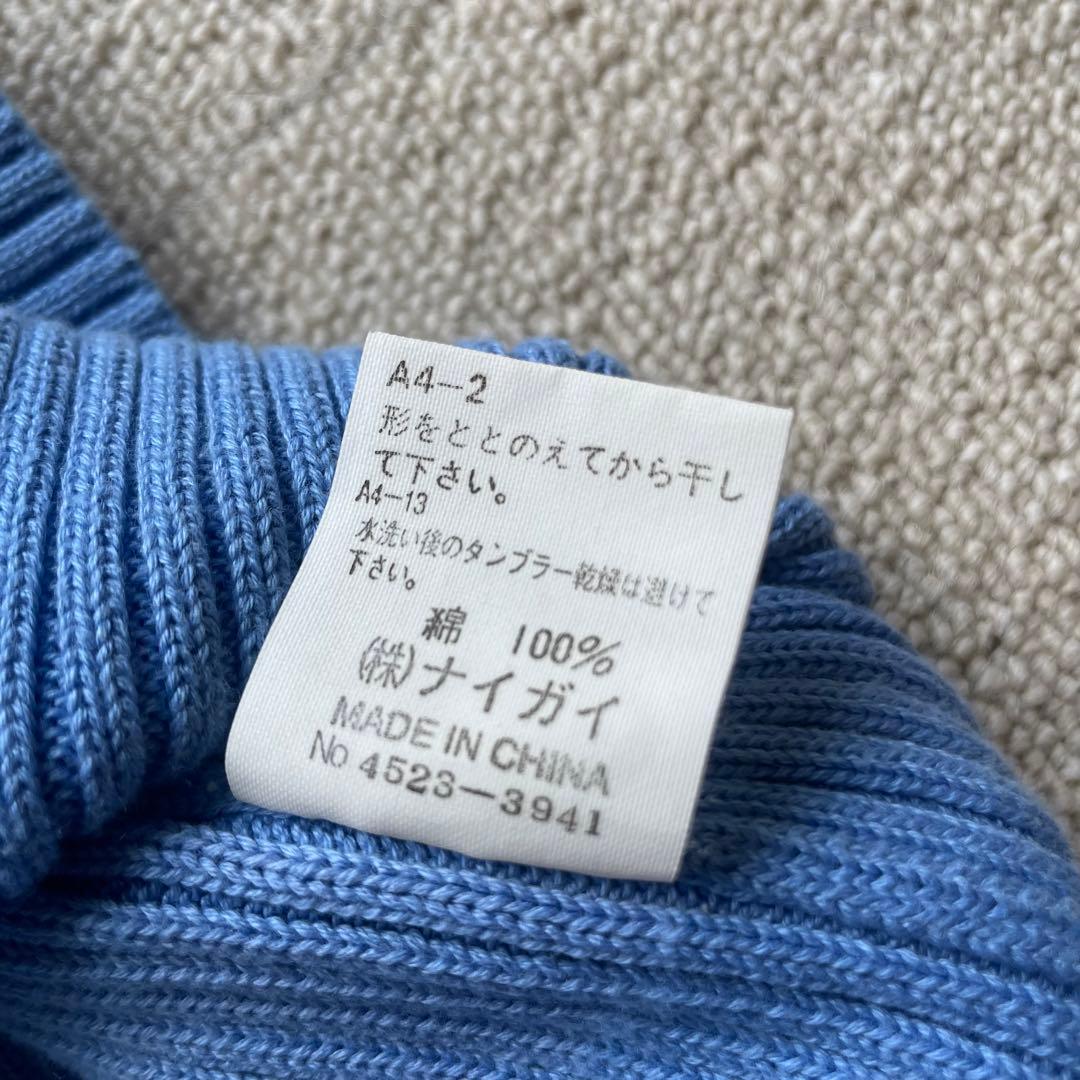 A4-2
形をととのえてから干し
て下さい。
A4-13
水洗い後のタンブラー乾燥は避けて
下さい。
綿 100%
(株)ナイガイ
MADE IN CHINA
No 4523-3941